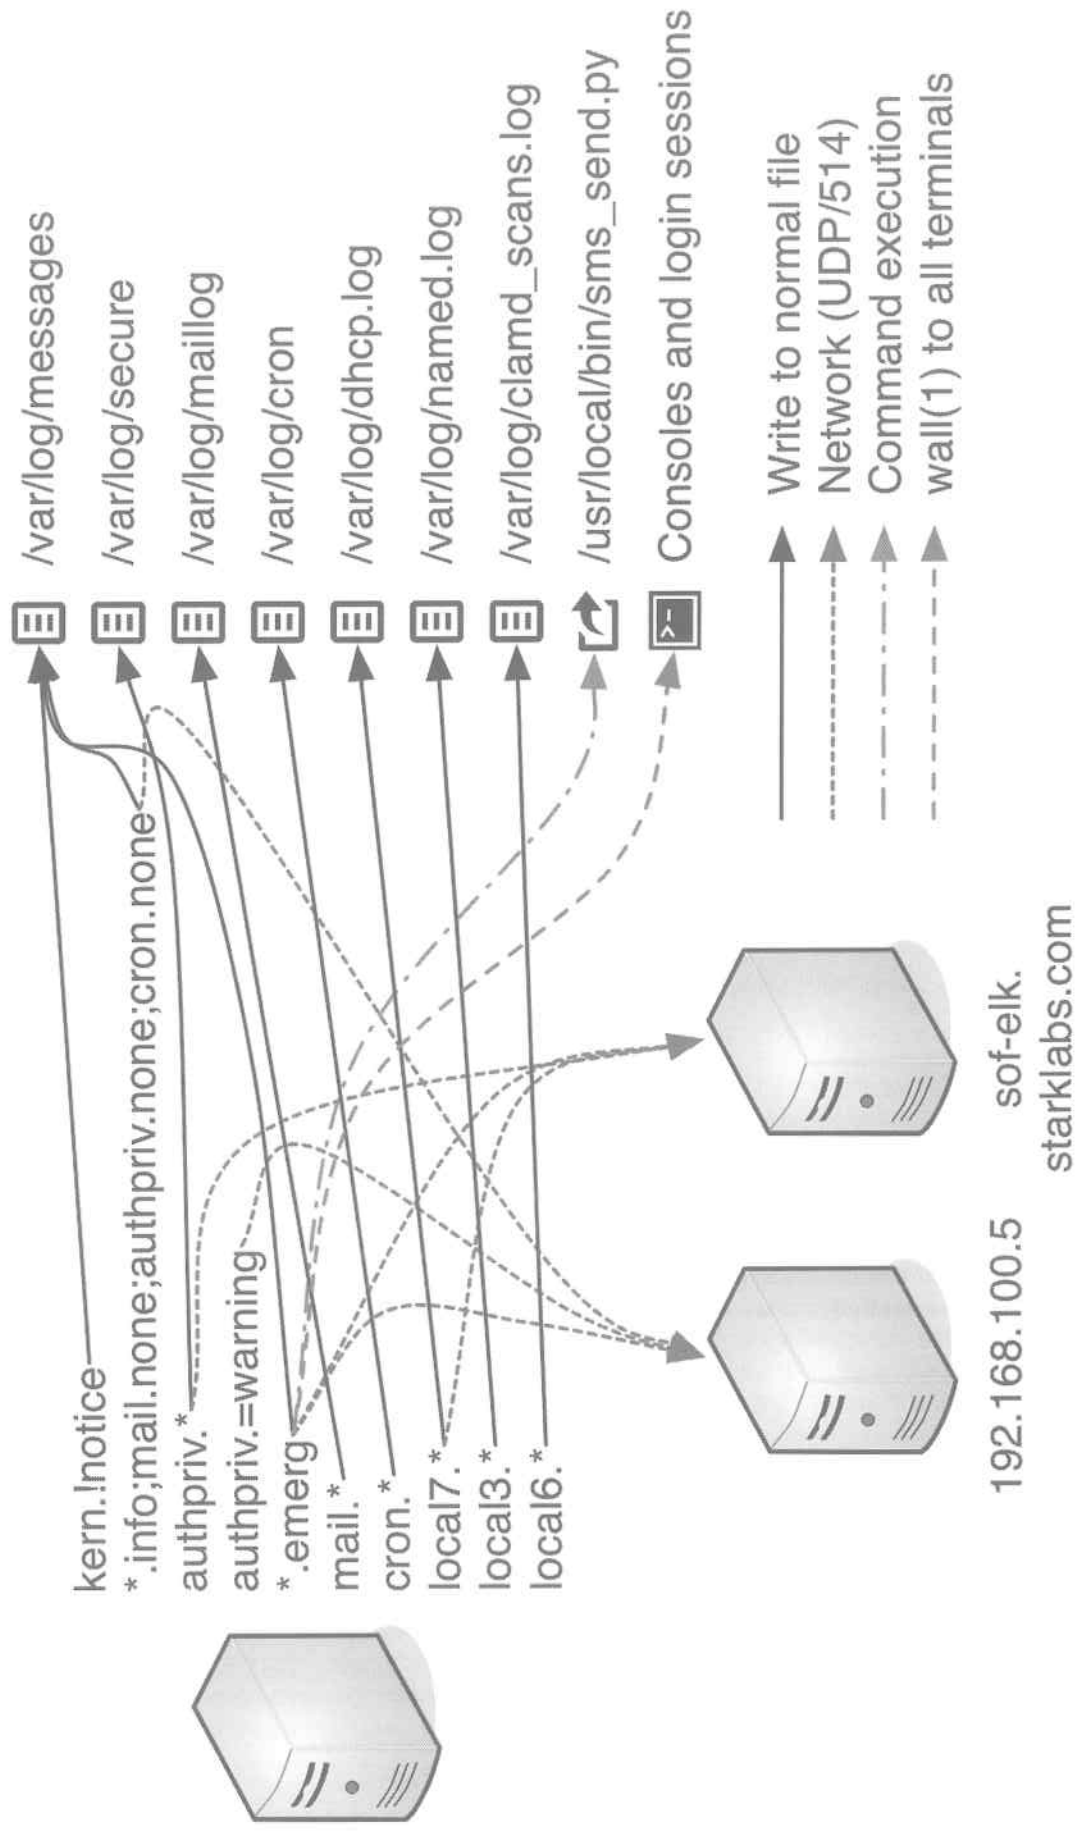 kern.!notice
*.info;mail.none;authpriv.none;cron.none
authpriv.*
authpriv.=warning
*.emerg
mail.*
cron.*
local7.*
local3.*
local6.*
/var/log/messages
/var/log/secure
/var/log/maillog
/var/log/cron
/var/log/dhcp.log
/var/log/named.log
/var/log/clamd_scans.log
/usr/local/bin/sms_send.py
Consoles and login sessions
192.168.100.5
sof-elk.
starklabs.com
Write to normal file
Network (UDP/514)
Command execution
wall(1) to all terminals